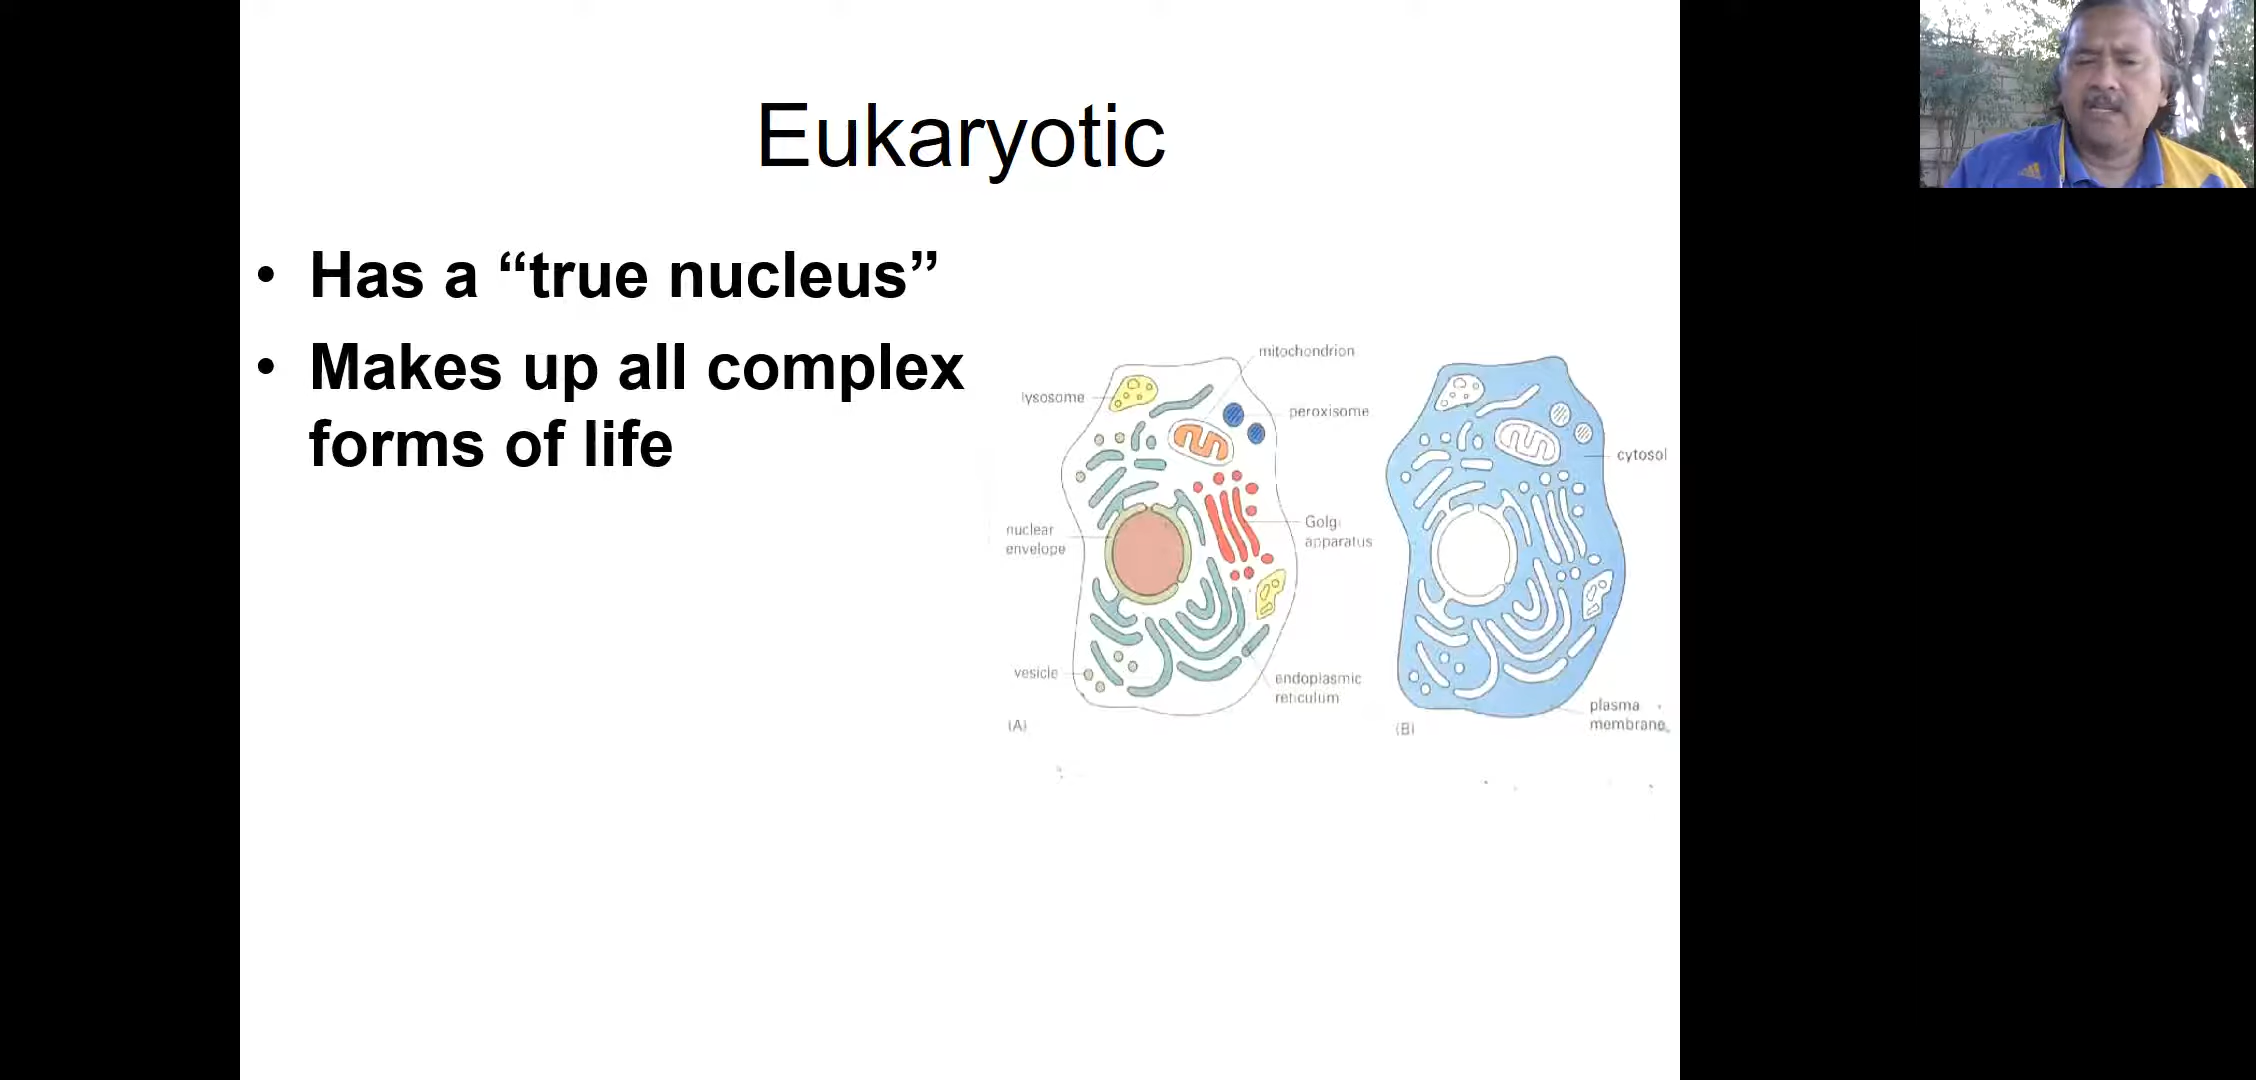 Eukaryotic
• Has a “true nucleus”
• Makes up all complex
forms of life
mitochondrion
lysosome
peroxisome
cytosol
nuclear
envelope
Golgi
apparatus
vesicle
endoplasmic
reticulum
plasma
membrane
(A)
(B)